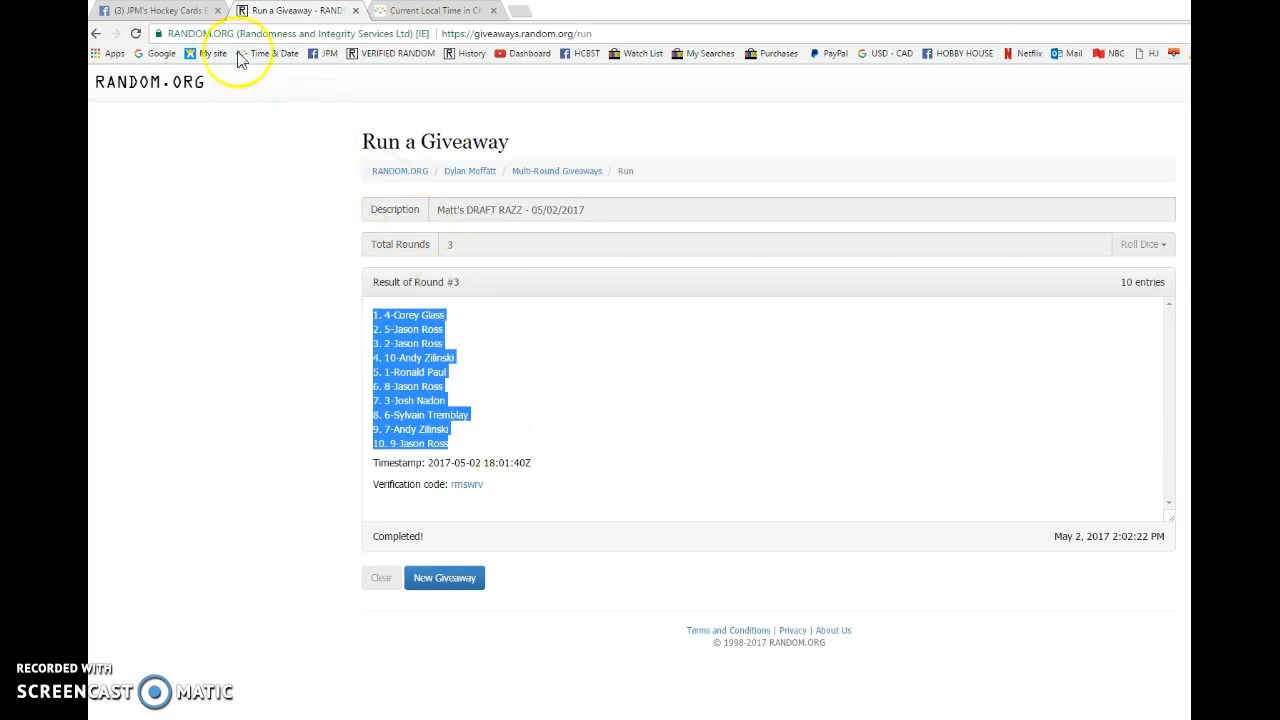 (3) JPM's Hockey Cards B
Run a Giveaway - RANDO
Current Local Time in Ch
RANDOM.ORG (Randomness and Integrity Services Ltd) [IE] https://giveaways.random.org/run
Apps Google My site Time & Date JPM VERIFIED RANDOM History Dashboard HCBST Watch List My Searches Purchases PayPal USD - CAD HOBBY HOUSE Netflix Mail NBC HJ
RANDOM.ORG
Run a Giveaway
RANDOM.ORG / Dylan Moffatt / Multi-Round Giveaways / Run
Description Matt's DRAFT RAZZ - 05/02/2017
Total Rounds 3 Roll Dice
Result of Round #3 10 entries
1. 4-Corey Glass
2. 5-Jason Ross
3. 2-Jason Ross
4. 10-Andy Zilinski
5. 1-Ronald Paul
6. 8-Jason Ross
7. 3-Josh Nadon
8. 6-Sylvain Tremblay
9. 7-Andy Zilinski
10. 9-Jason Ross
Timestamp: 2017-05-02 18:01:40Z
Verification code: rmswrv
Completed! May 2, 2017 2:02:22 PM
Clear New Giveaway
Terms and Conditions | Privacy | About Us
© 1998-2017 RANDOM.ORG
RECORDED WITH
SCREENCAST MATIC